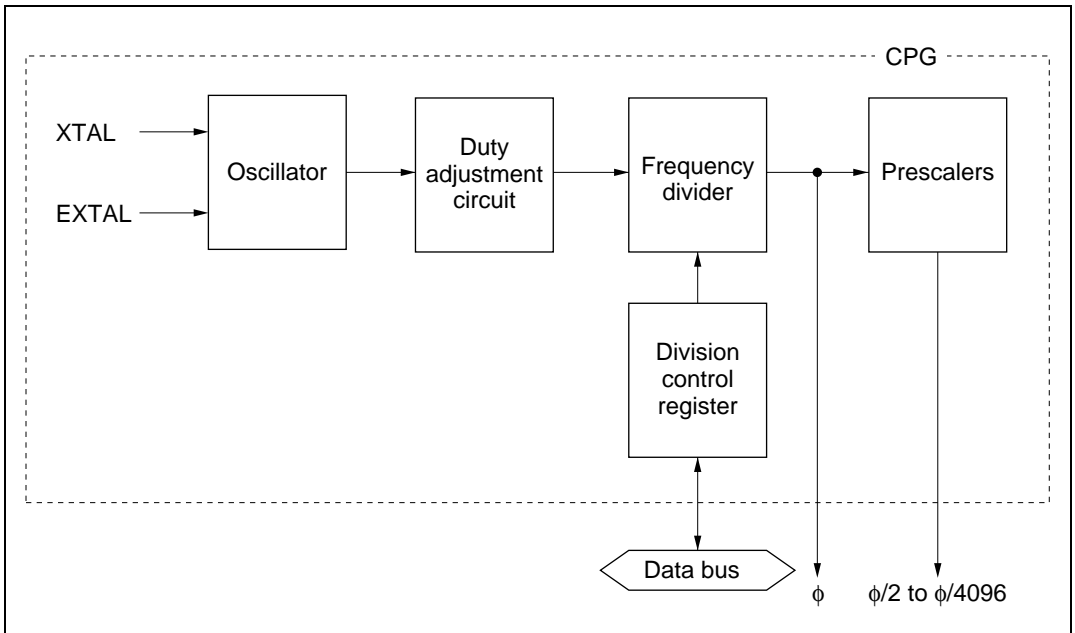 CPG
XTAL
EXTAL
Oscillator
Duty
adjustment
circuit
Frequency
divider
Prescalers
Division
control
register
Data bus
ϕ
ϕ/2 to ϕ/4096